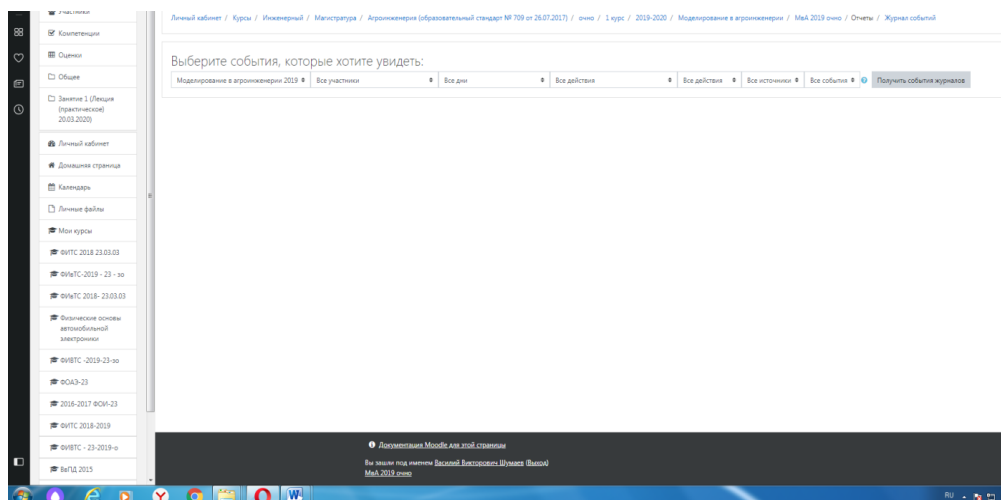 Участники
Компетенции
Оценки
Общее
Занятие 1 (Лекция
(практическое)
20.03.2020)
Личный кабинет
Домашняя страница
Календарь
Личные файлы
Мои курсы
ФИТС 2018 23.03.03
ФИвТС-2019 - 23 - зо
ФИвТС 2018- 23.03.03
Физические основы
автомобильной
электроники
ФИВТС -2019-23-зо
ФОАЭ-23
2016-2017 ФОИ-23
ФИТС 2018-2019
ФИВТС - 23-2019-о
ВвПД 2015
Личный кабинет / Курсы / Инженерный / Магистратура / Агроинженерия (образовательный стандарт № 709 от 26.07.2017) / очно / 1 курс / 2019-2020 / Моделирование в агроинженерии / МвА 2019 очно / Отчеты / Журнал событий
Выберите события, которые хотите увидеть:
Моделирование в агроинженерии 2019 Все участники Все дни Все действия Все действия Все источники Все события Получить события журналов
Документация Moodle для этой страницы
Вы зашли под именем Василий Викторович Шумаев (Выход)
МвА 2019 очно
RU